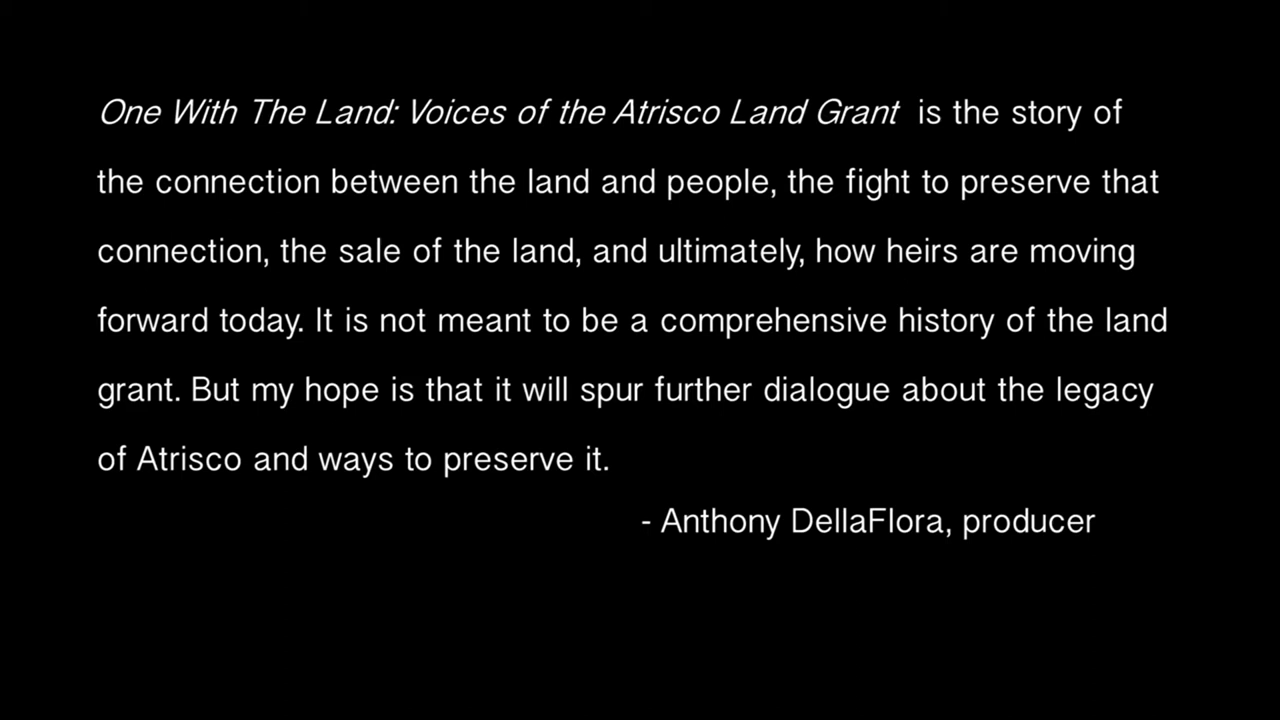 One With The Land: Voices of the Atrisco Land Grant is the story of
the connection between the land and people, the fight to preserve that
connection, the sale of the land, and ultimately, how heirs are moving
forward today. It is not meant to be a comprehensive history of the land
grant. But my hope is that it will spur further dialogue about the legacy
of Atrisco and ways to preserve it.
- Anthony DellaFlora, producer